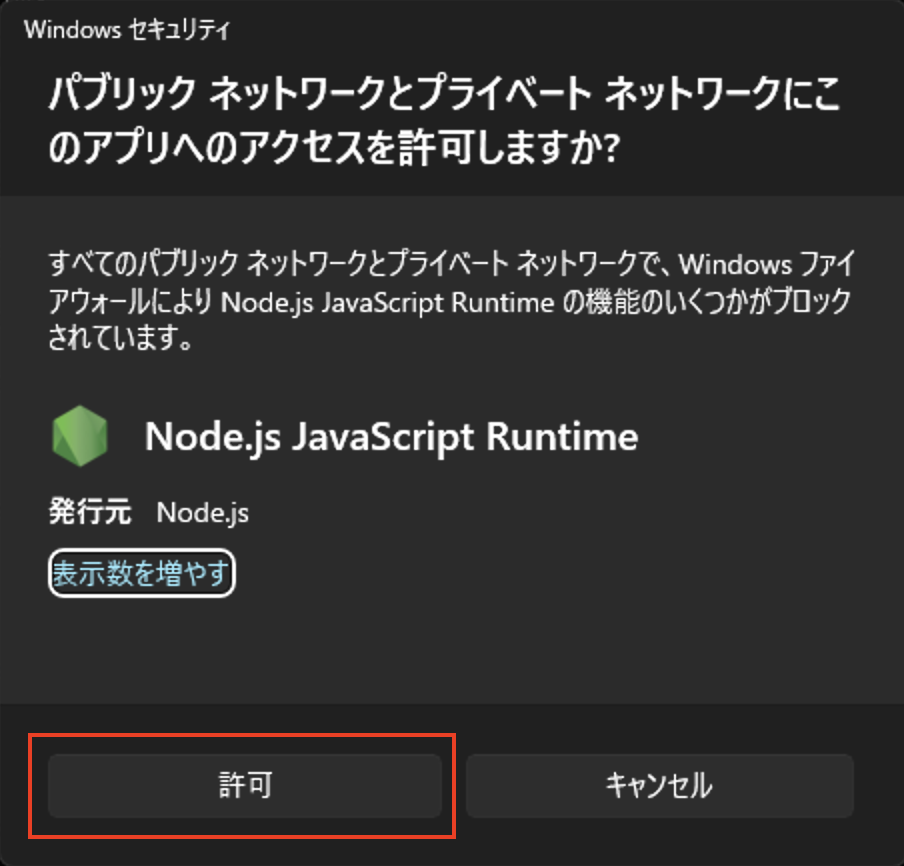 Windows セキュリティ
パブリック ネットワークとプライベート ネットワークにこ
のアプリへのアクセスを許可しますか?
すべてのパブリック ネットワークとプライベート ネットワークで、Windows ファイ
アウォールにより Node.js JavaScript Runtime の機能のいくつかがブロック
されています。
Node.js JavaScript Runtime
発行元 Node.js
表示数を増やす
許可 キャンセル